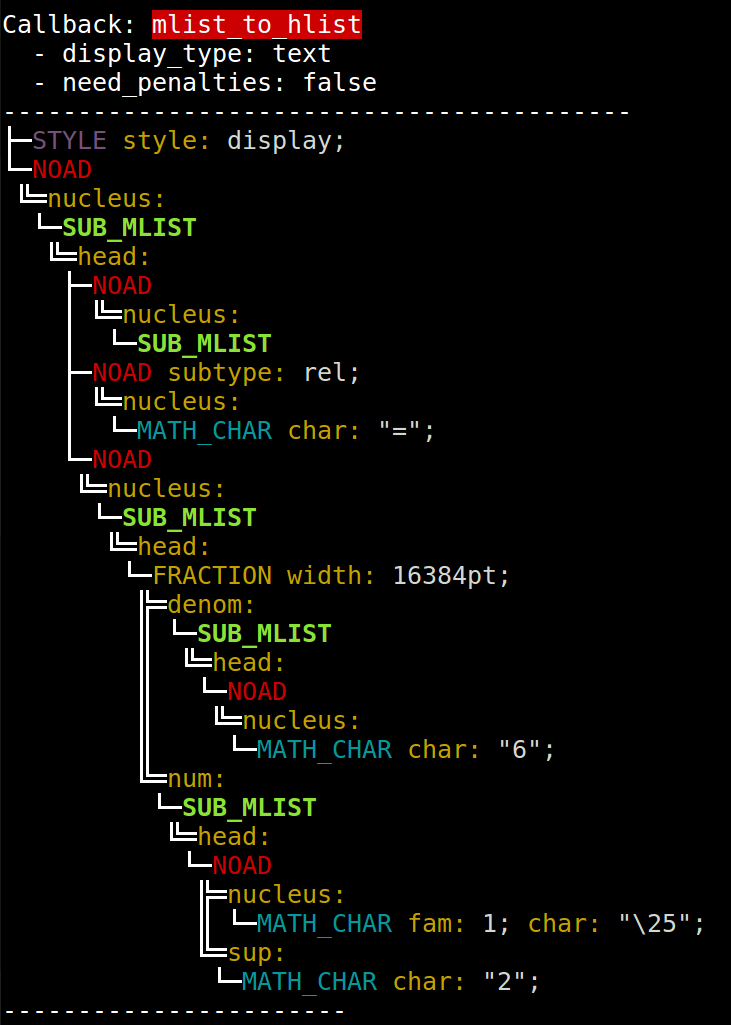 Callback: mlist_to_hlist
- display_type: text
- need_penalties: false
------------------------------------------
├─STYLE style: display;
└─NOAD
╚═nucleus:
└─SUB_MLIST
╚═head:
├─NOAD
│ ╚═nucleus:
│ └─SUB_MLIST
├─NOAD subtype: rel;
│ ╚═nucleus:
│ └─MATH_CHAR char: "=";
└─NOAD
╚═nucleus:
└─SUB_MLIST
╚═head:
└─FRACTION width: 16384pt;
╠═denom:
║ └─SUB_MLIST
║ ╚═head:
║ └─NOAD
║ ╚═nucleus:
║ └─MATH_CHAR char: "6";
╚═num:
└─SUB_MLIST
╚═head:
└─NOAD
╠═nucleus:
║ └─MATH_CHAR fam: 1; char: "\25";
╚═sup:
└─MATH_CHAR char: "2";
-----------------------